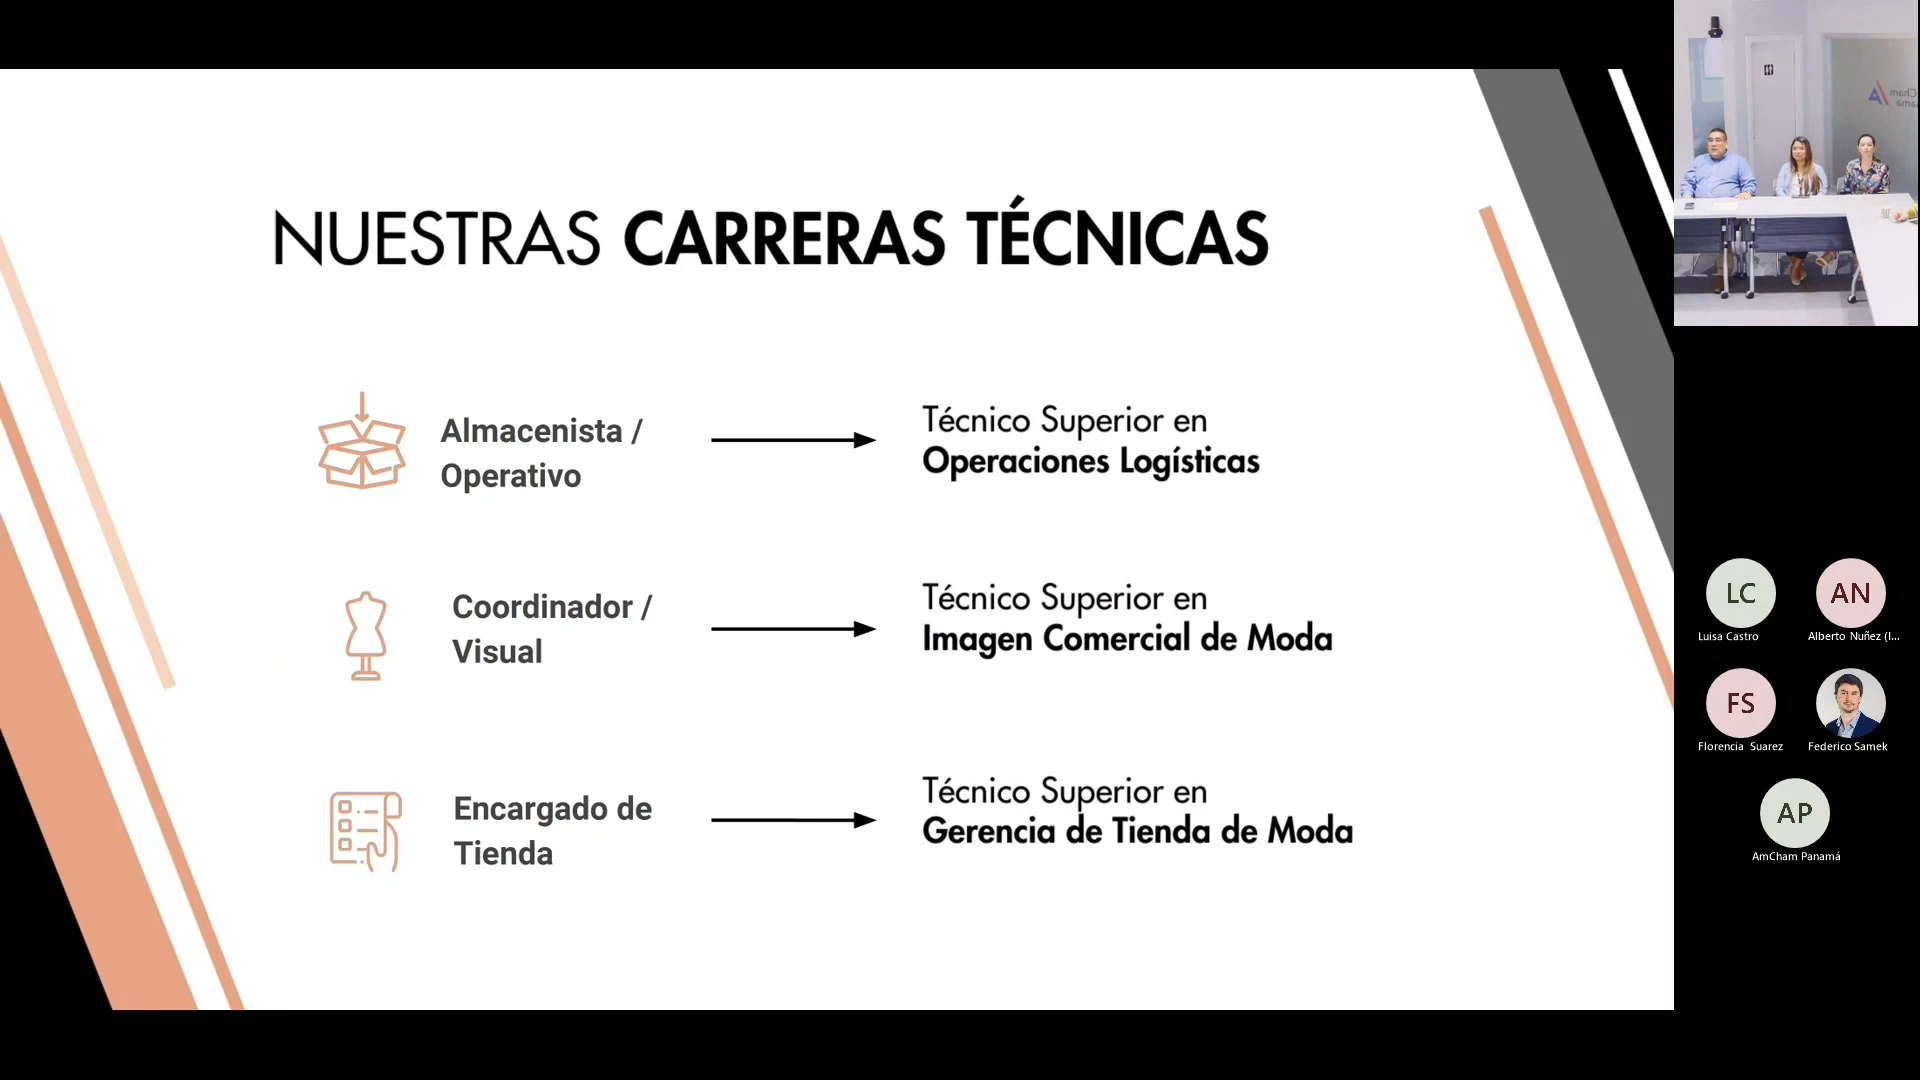 NUESTRAS CARRERAS TÉCNICAS
Almacenista /
Operativo
Técnico Superior en
Operaciones Logísticas
Coordinador /
Visual
Técnico Superior en
Imagen Comercial de Moda
Encargado de
Tienda
Técnico Superior en
Gerencia de Tienda de Moda
LC
Luisa Castro
AN
Alberto Nuñez (I...
FS
Florencia Suarez
Federico Samek
AP
AmCham Panamá